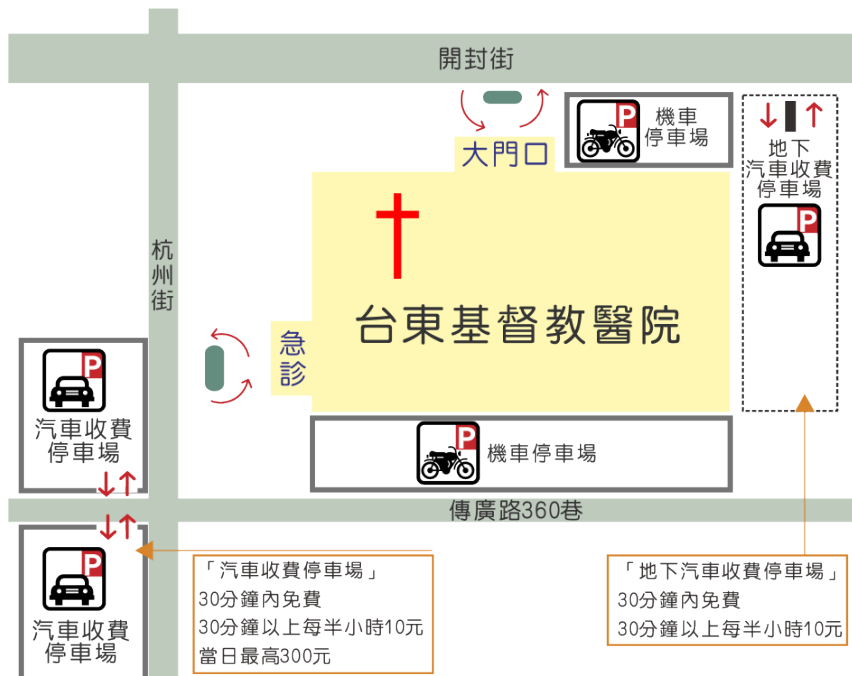 開封街
P
機車
停車場
地下
汽車收費
停車場
P
大門口
杭州街
台東基督教醫院
急診
P
汽車收費
停車場
P
機車停車場
傳廣路360巷
P
汽車收費
停車場
「汽車收費停車場」
30分鐘內免費
30分鐘以上每半小時10元
當日最高300元
「地下汽車收費停車場」
30分鐘內免費
30分鐘以上每半小時10元